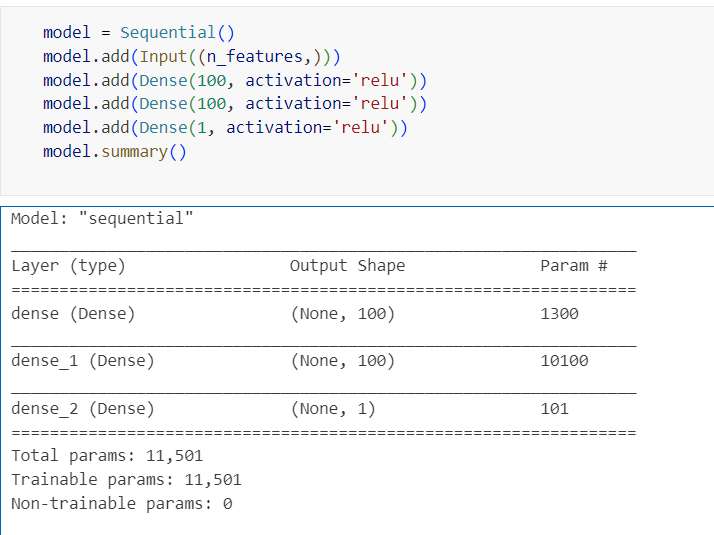 model = Sequential()
model.add(Input((n_features,)))
model.add(Dense(100, activation='relu'))
model.add(Dense(100, activation='relu'))
model.add(Dense(1, activation='relu'))
model.summary()
Model: "sequential"
_________________________________________________________________
Layer (type)                 Output Shape              Param #
=================================================================
dense (Dense)                (None, 100)               1300
_________________________________________________________________
dense_1 (Dense)              (None, 100)               10100
_________________________________________________________________
dense_2 (Dense)              (None, 1)                 101
=================================================================
Total params: 11,501
Trainable params: 11,501
Non-trainable params: 0